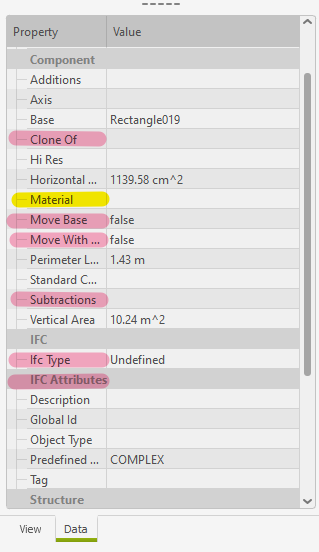 Property Value
Component
Additions
Axis
Base Rectangle019
Clone Of
Hi Res
Horizontal ... 1139.58 cm^2
Material
Move Base false
Move With ... false
Perimeter L... 1.43 m
Standard C...
Subtractions
Vertical Area 10.24 m^2
IFC
Ifc Type Undefined
IFC Attributes
Description
Global Id
Object Type
Predefined ... COMPLEX
Tag
Structure
View Data